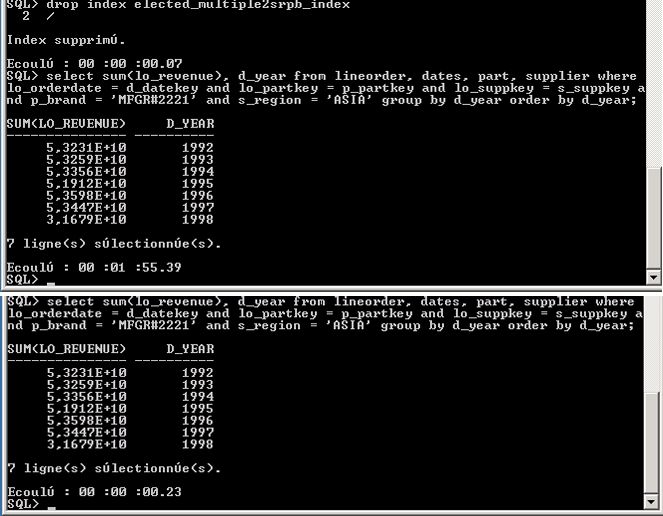 SQL> drop index elected_multiple2srpb_index
2 /
Index supprimÚ.
Ecoulú : 00 :00 :00.07
SQL> select sum(lo_revenue), d_year from lineorder, dates, part, supplier where
lo_orderdate = d_datekey and lo_partkey = p_partkey and lo_suppkey = s_suppkey a
nd p_brand = 'MFGR#2221' and s_region = 'ASIA' group by d_year order by d_year;
SUM(LO_REVENUE) D_YEAR
--------------- ----------
5,3231E+10 1992
5,3259E+10 1993
5,3356E+10 1994
5,1912E+10 1995
5,3598E+10 1996
5,3447E+10 1997
3,1679E+10 1998
7 ligne(s) súlectionnúe(s).
Ecoulú : 00 :01 :55.39
SQL> _
SQL> select sum(lo_revenue), d_year from lineorder, dates, part, supplier where
lo_orderdate = d_datekey and lo_partkey = p_partkey and lo_suppkey = s_suppkey a
nd p_brand = 'MFGR#2221' and s_region = 'ASIA' group by d_year order by d_year;
SUM(LO_REVENUE) D_YEAR
--------------- ----------
5,3231E+10 1992
5,3259E+10 1993
5,3356E+10 1994
5,1912E+10 1995
5,3598E+10 1996
5,3447E+10 1997
3,1679E+10 1998
7 ligne(s) súlectionnúe(s).
Ecoulú : 00 :00 :00.23
SQL> _